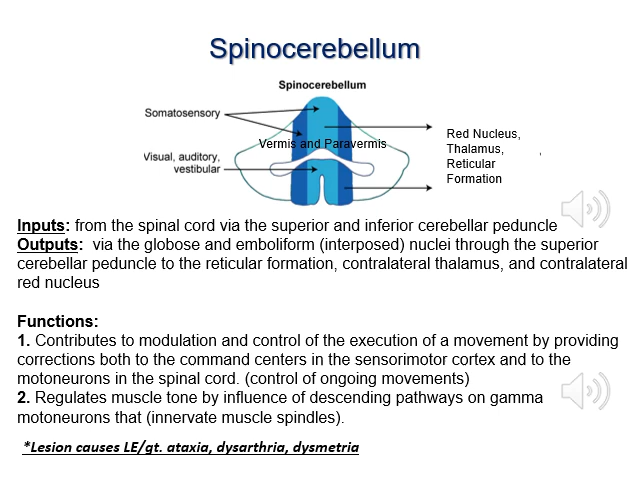 Spinocerebellum
Spinocerebellum
Somatosensory
Vermis and Paravermis
Visual, auditory,
vestibular
Red Nucleus,
Thalamus, ,
Reticular
Formation
Inputs: from the spinal cord via the superior and inferior cerebellar peduncle
Outputs: via the globose and emboliform (interposed) nuclei through the superior
cerebellar peduncle to the reticular formation, contralateral thalamus, and contralateral
red nucleus
Functions:
1. Contributes to modulation and control of the execution of a movement by providing
corrections both to the command centers in the sensorimotor cortex and to the
motoneurons in the spinal cord. (control of ongoing movements)
2. Regulates muscle tone by influence of descending pathways on gamma
motoneurons that (innervate muscle spindles).
*Lesion causes LE/gt. ataxia, dysarthria, dysmetria